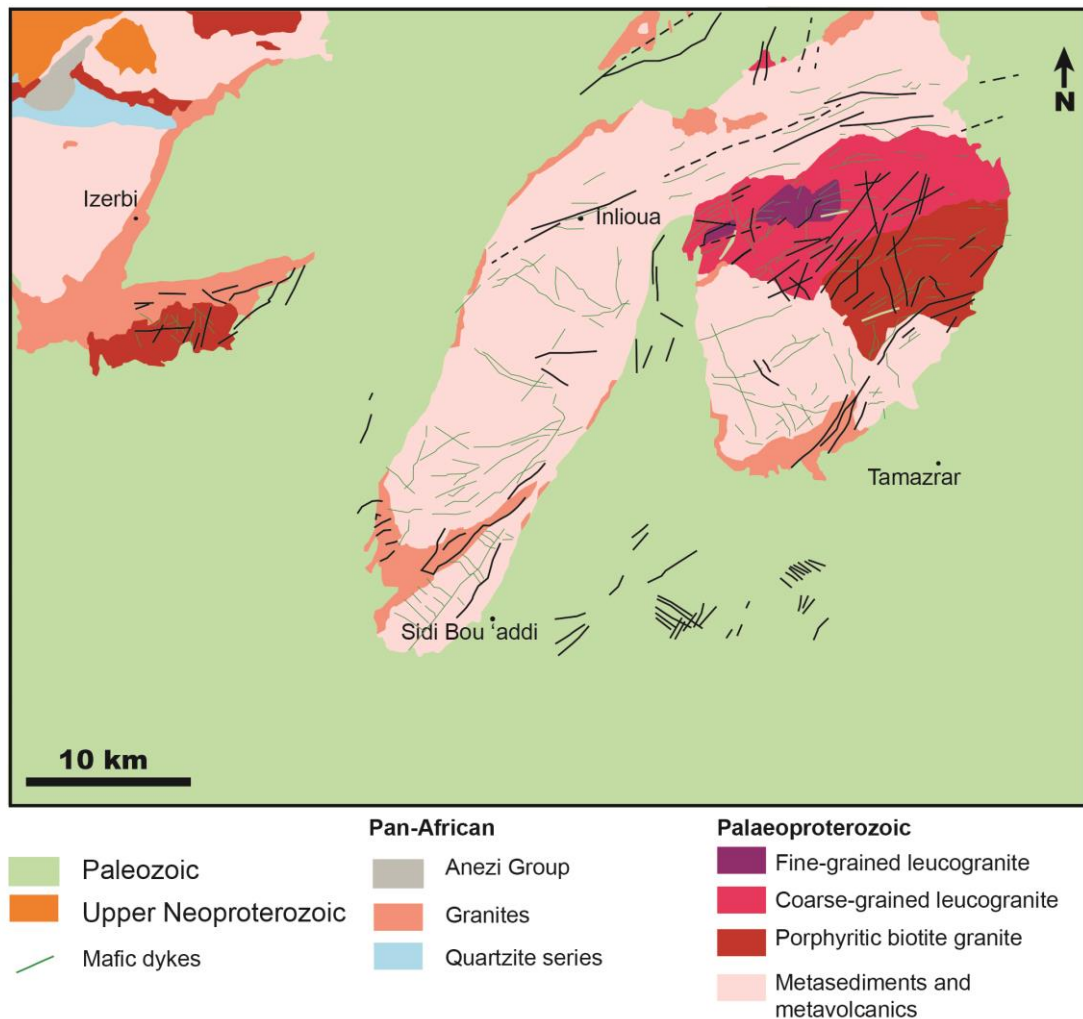 N
Izerbi
Inlioua
Tamazrar
Sidi Bou ‘addi
10 km
Paleozoic
Upper Neoproterozoic
Mafic dykes
Pan-African
Anezi Group
Granites
Quartzite series
Palaeoproterozoic
Fine-grained leucogranite
Coarse-grained leucogranite
Porphyritic biotite granite
Metasediments and
metavolcanics